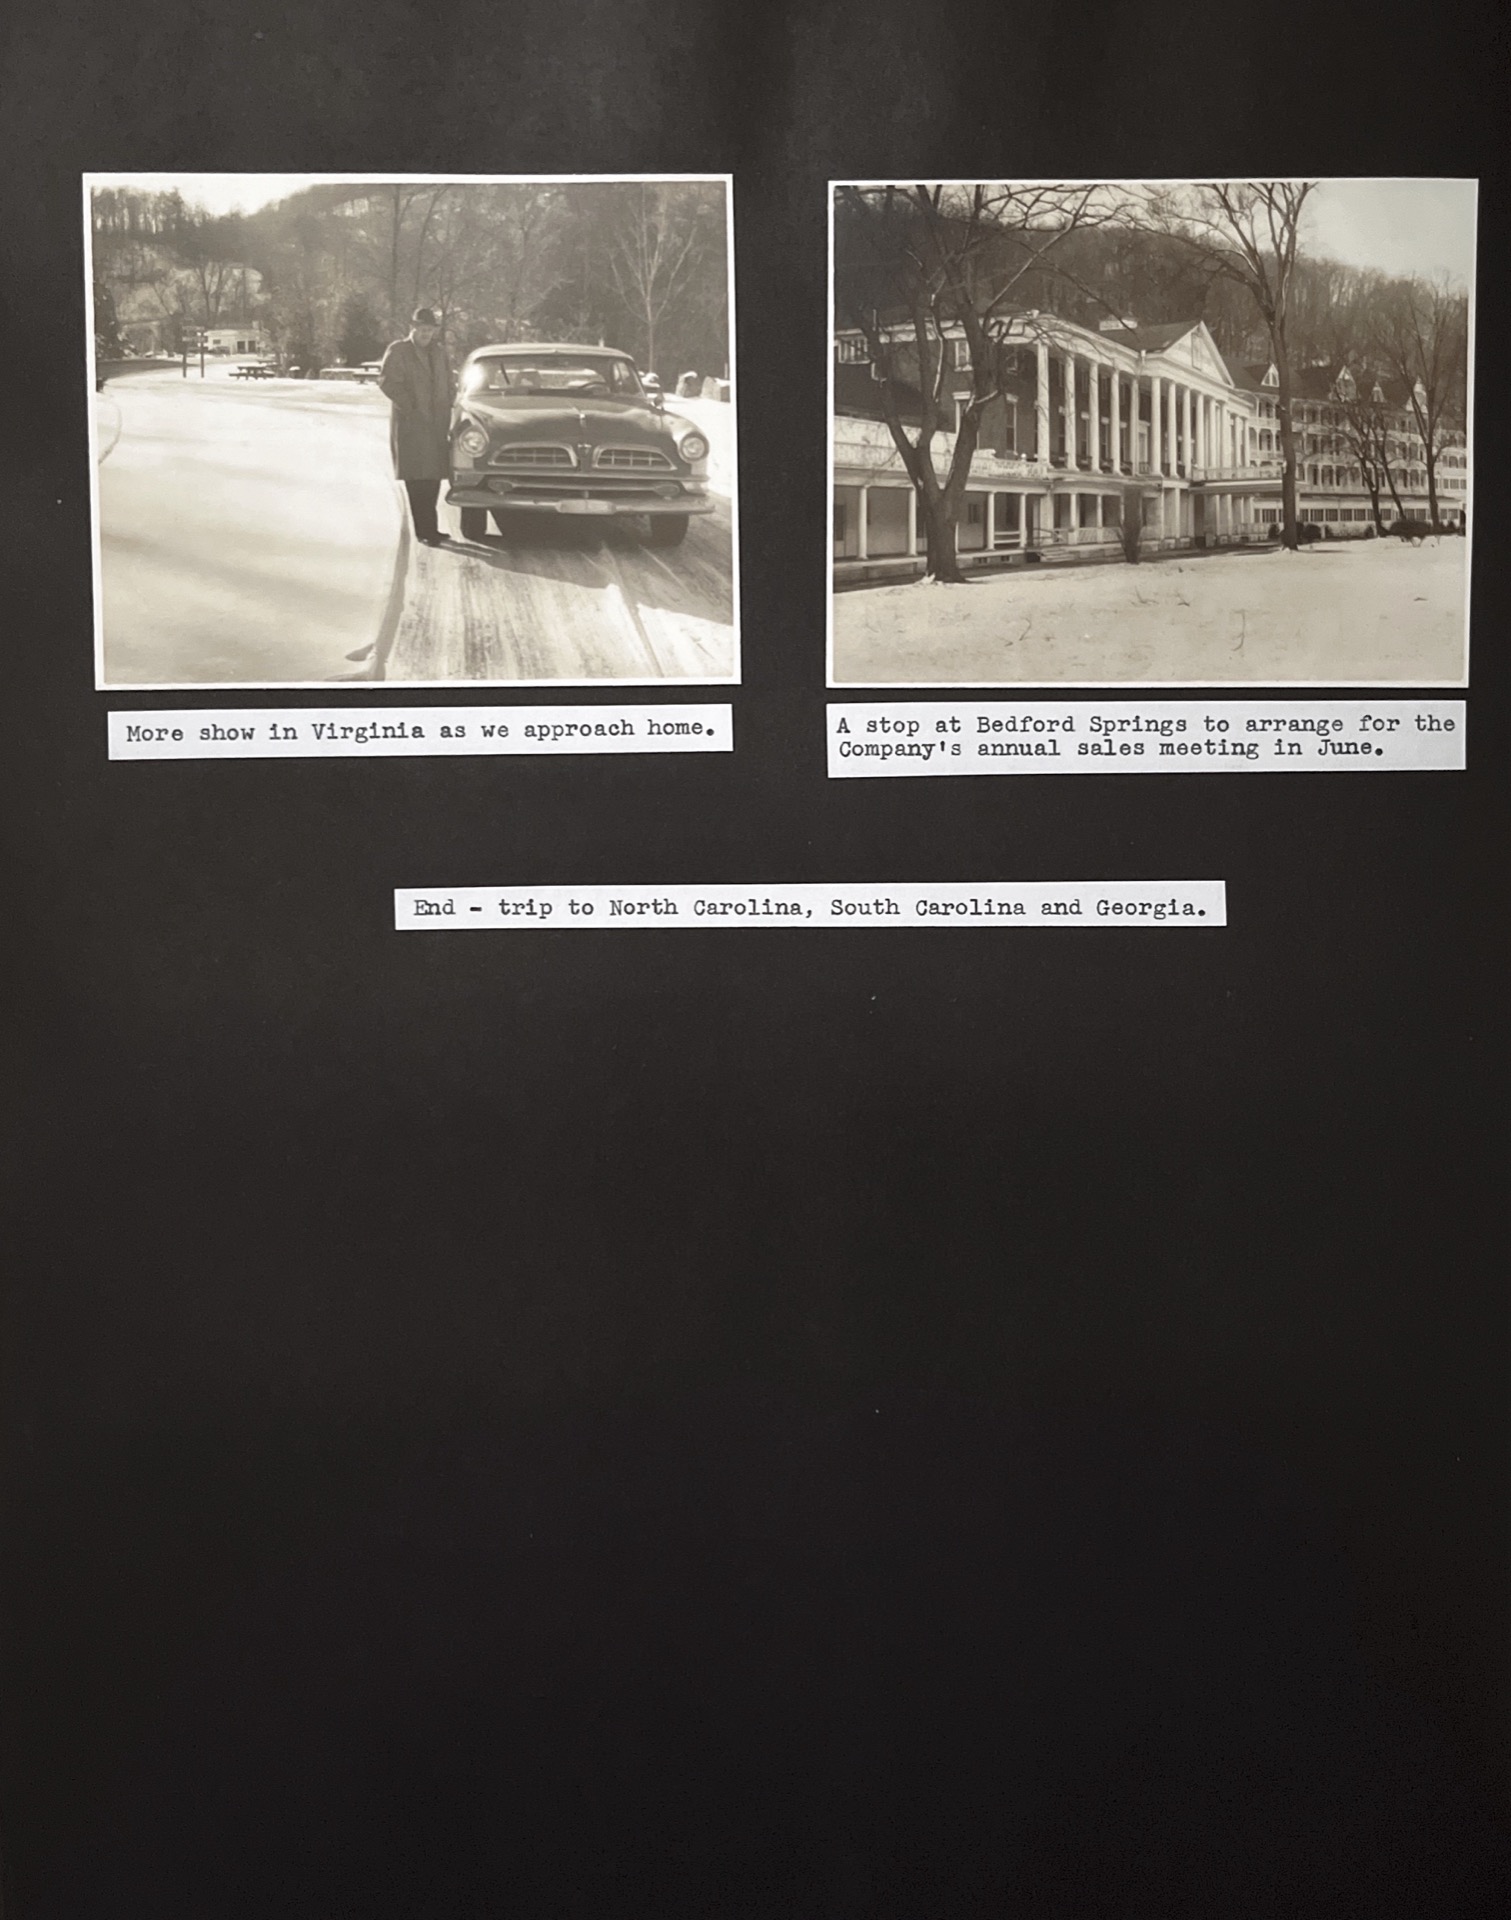 More show in Virginia as we approach home.
A stop at Bedford Springs to arrange for the
Company's annual sales meeting in June.
End - trip to North Carolina, South Carolina and Georgia.